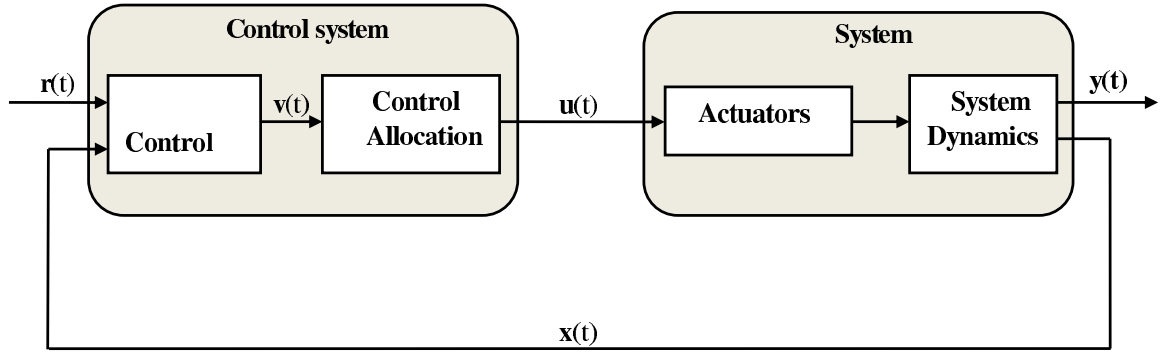 Control system
System
r(t)
Control
v(t)
Control
Allocation
u(t)
Actuators
System
Dynamics
y(t)
x(t)